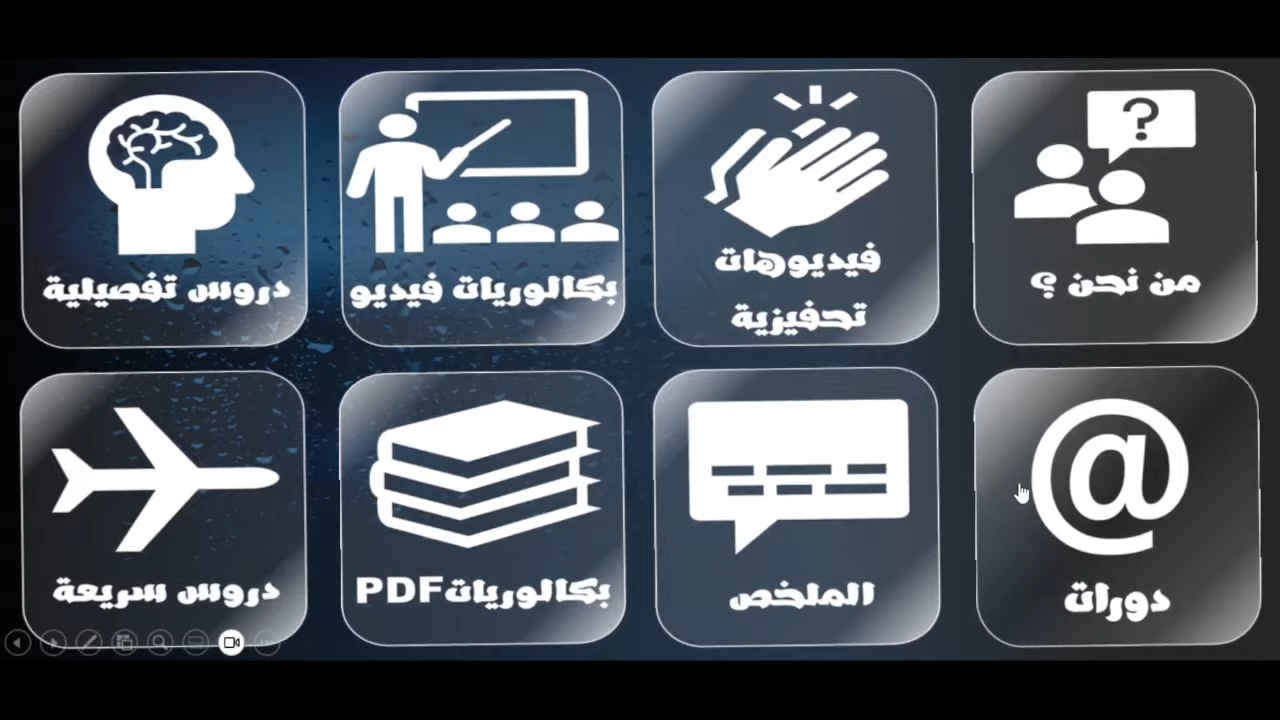 من نحن ؟
فيديوهات
تحفيزية
بكالوريات فيديو
دروس تفصيلية
دورات
الملخص
بكالورياتPDF
دروس سريعة